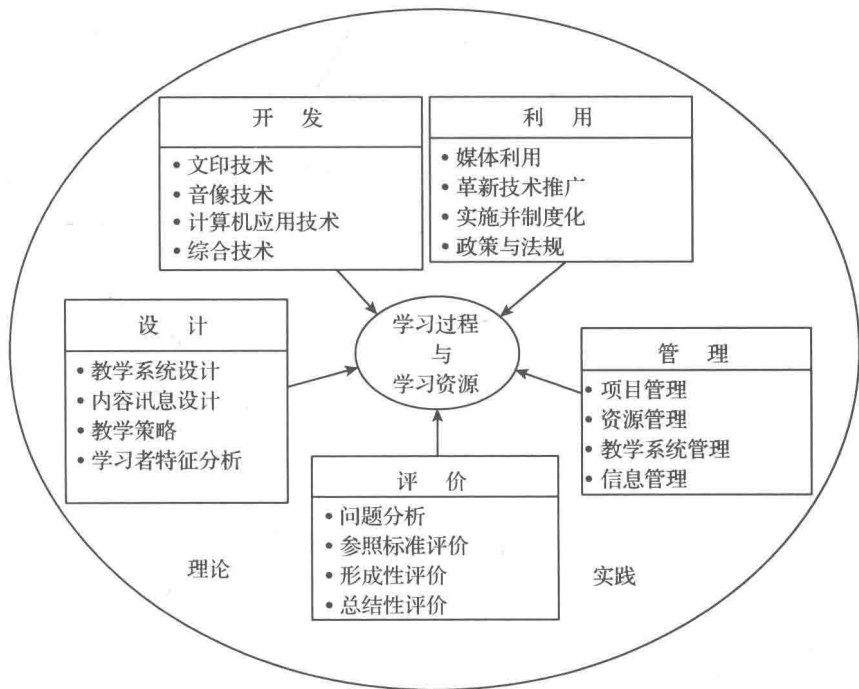 开 发
• 文印技术
• 音像技术
• 计算机应用技术
• 综合技术
利 用
• 媒体利用
• 革新技术推广
• 实施并制度化
• 政策与法规
设 计
• 教学系统设计
• 内容讯息设计
• 教学策略
• 学习者特征分析
学习过程
与
学习资源
管 理
• 项目管理
• 资源管理
• 教学系统管理
• 信息管理
评 价
• 问题分析
• 参照标准评价
• 形成性评价
• 总结性评价
理论
实践